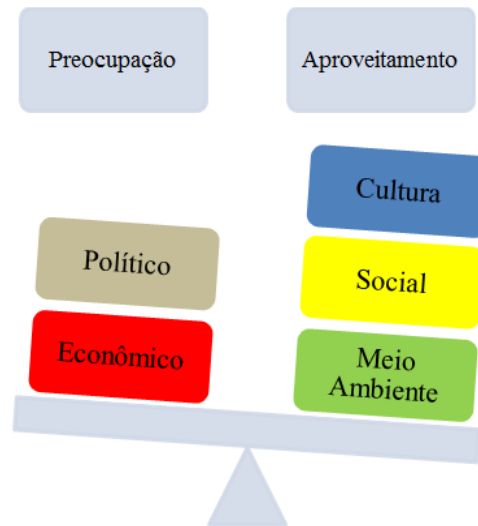 Preocupação
Aproveitamento
Cultura
Político
Social
Econômico
Meio
Ambiente